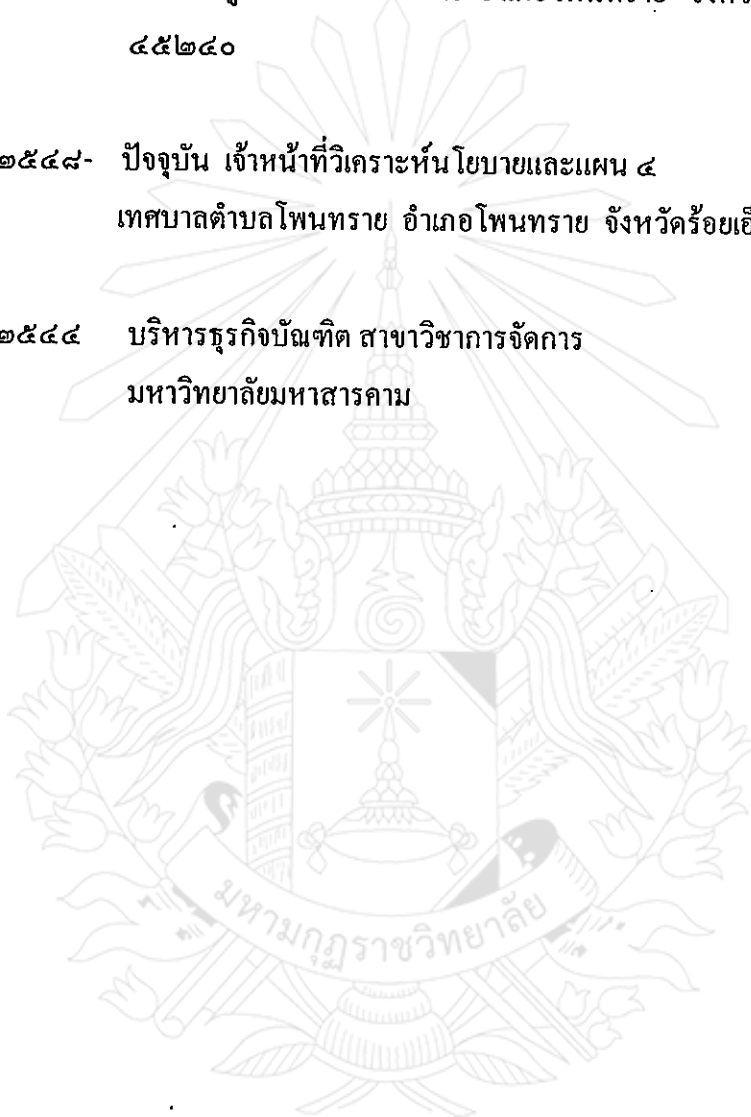 ๔๕๒๔๐
๒๕๔๘- ปัจจุบัน เจ้าหน้าที่วิเคราะห์นโยบายและแผน ๔
เทศบาลตำบลโพนทราย อำเภอโพนทราย จังหวัดร้อยเอ็
๒๕๔๔ บริหารธุรกิจบัณฑิต สาขาวิชาการจัดการ
มหาวิทยาลัยมหาสารคาม
มหามกุฏราชวิทยาลัย